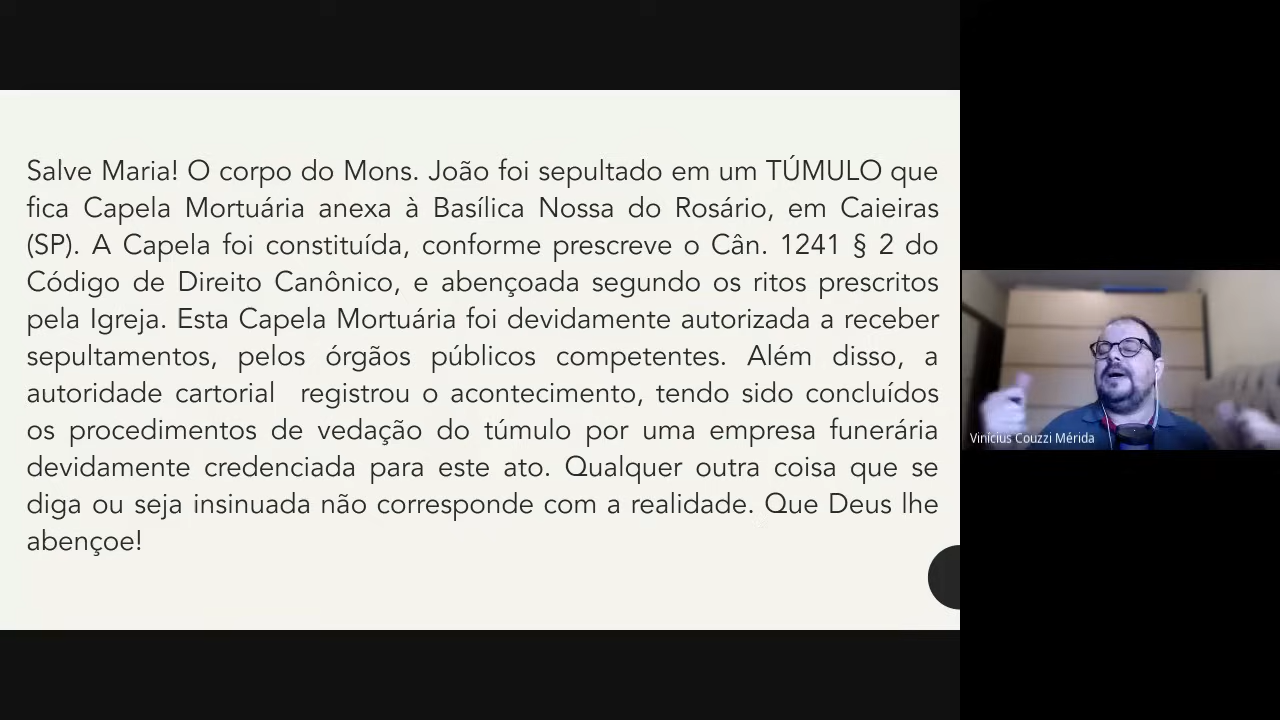 Salve Maria! O corpo do Mons. João foi sepultado em um TÚMULO que
fica Capela Mortuária anexa à Basílica Nossa do Rosário, em Caieiras
(SP). A Capela foi constituída, conforme prescreve o Cân. 1241 § 2 do
Código de Direito Canônico, e abençoada segundo os ritos prescritos
pela Igreja. Esta Capela Mortuária foi devidamente autorizada a receber
sepultamentos, pelos órgãos públicos competentes. Além disso, a
autoridade cartorial registrou o acontecimento, tendo sido concluídos
os procedimentos de vedação do túmulo por uma empresa funerária
devidamente credenciada para este ato. Qualquer outra coisa que se
diga ou seja insinuada não corresponde com a realidade. Que Deus lhe
abençoe!
Vinícius Couzzi Mérida